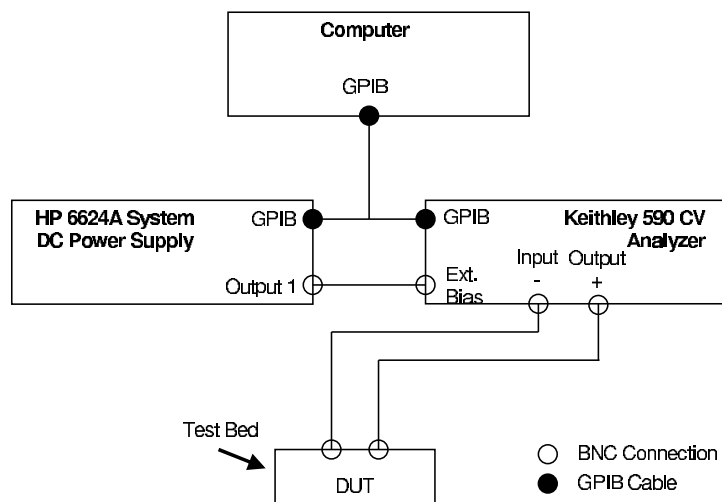 Computer
GPIB
HP 6624A System
DC Power Supply
GPIB
Output 1
GPIB
Keithley 590 CV
Analyzer
Ext.
Bias
Input
-
Output
+
Test Bed
DUT
BNC Connection
GPIB Cable